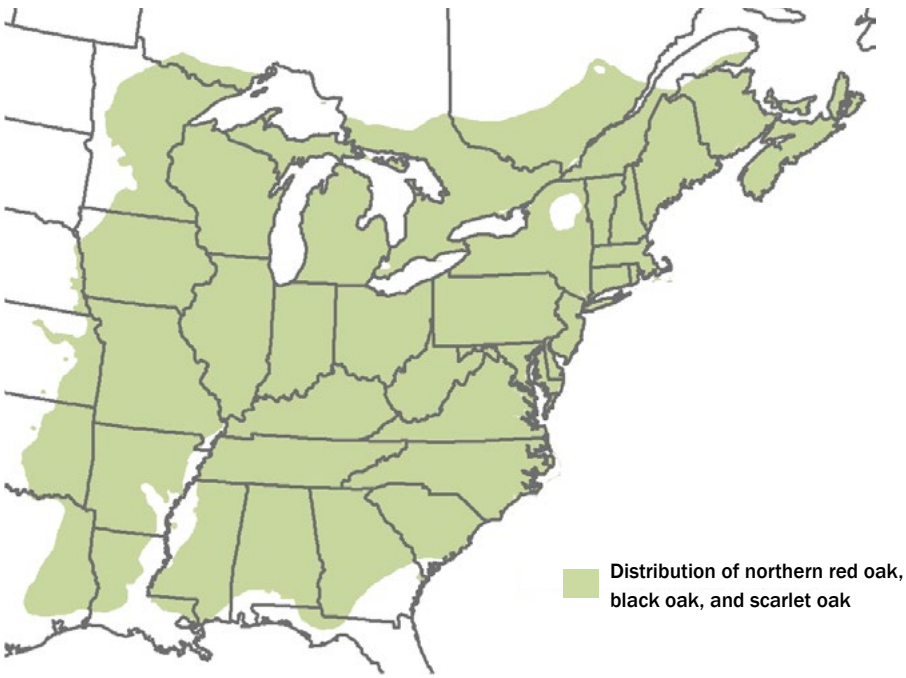 Distribution of northern red oak,
black oak, and scarlet oak